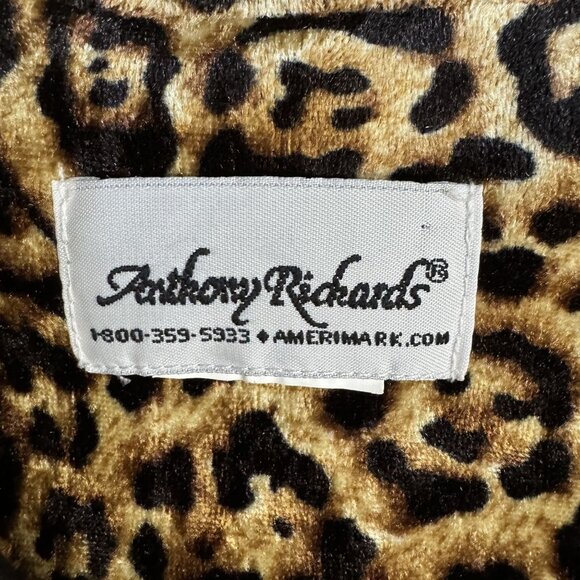 Anthony Richards®
1-800-359-5933 ♦ AMERIMARK.COM